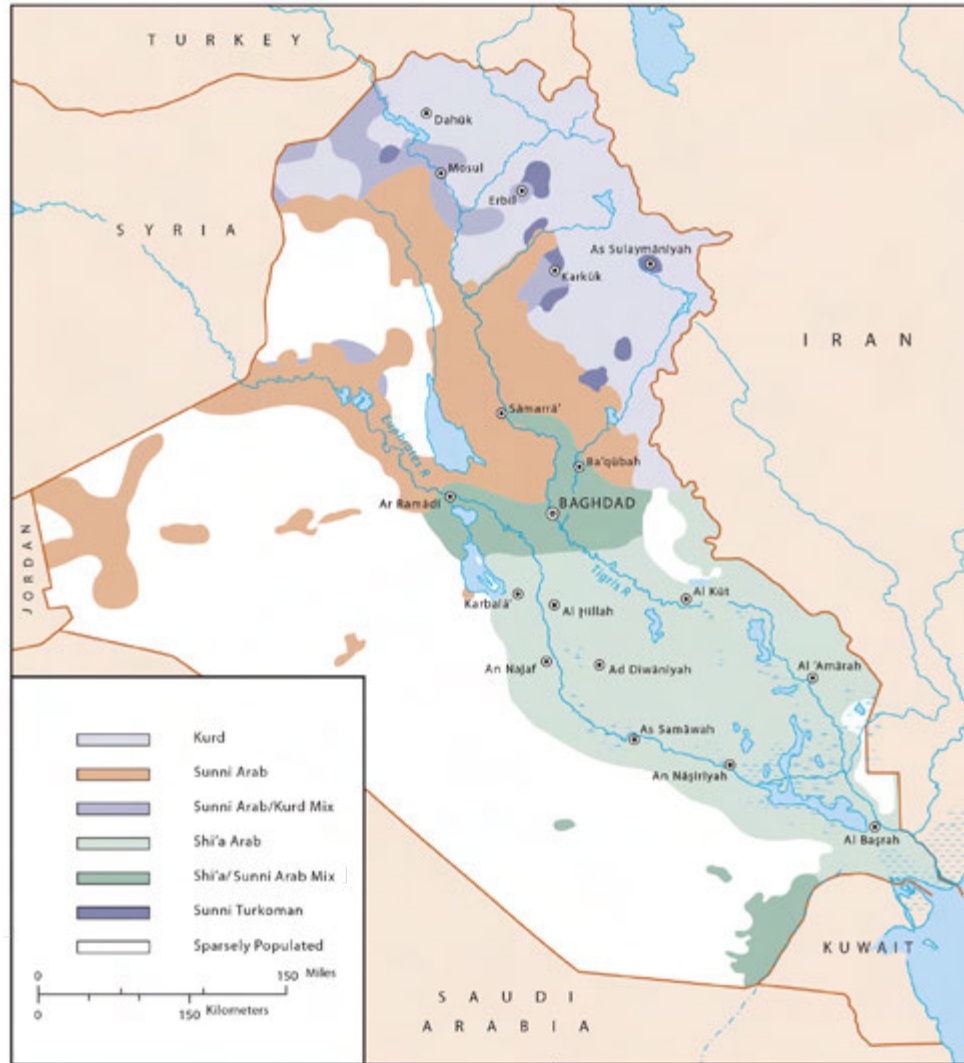 TURKEY
Dahūk
Mosul
Erbil
SYRIA
As Sulaymānīyah
Karkūk
IRAN
Sāmarrā'
Euphrates R
Ba'qūbah
Ar Ramādī
BAGHDAD
JORDAN
Tigris R
Karbalā'
Al Ḥillah
Al Kūt
An Najaf
Ad Dīwānīyah
Al 'Amārah
As Samāwah
An Nāṣirīyah
Al Baṣrah
KUWAIT
SAUDI
ARABIA
Kurd
Sunni Arab
Sunni Arab/Kurd Mix
Shi'a Arab
Shi'a/Sunni Arab Mix
Sunni Turkoman
Sparsely Populated
0 150 Miles
0 150 Kilometers